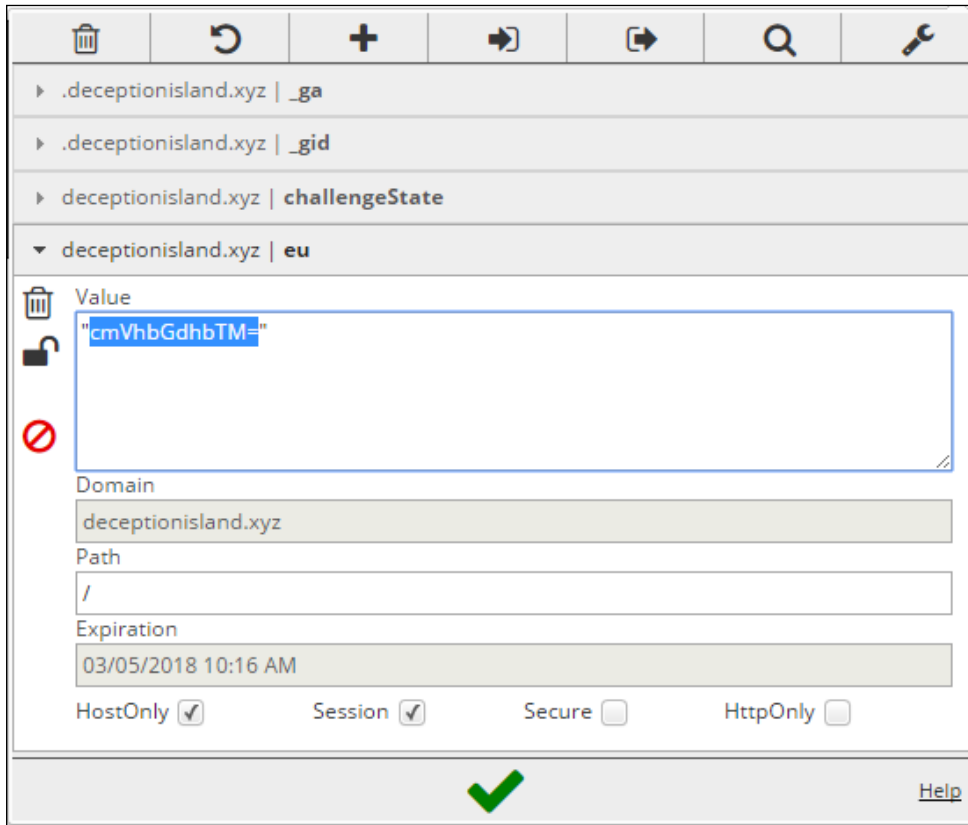 .deceptionisland.xyz | _ga
.deceptionisland.xyz | _gid
deceptionisland.xyz | challengeState
deceptionisland.xyz | eu
Value
"cmVhbGdhbTM="
Domain
deceptionisland.xyz
Path
/
Expiration
03/05/2018 10:16 AM
HostOnly Session Secure HttpOnly
Help